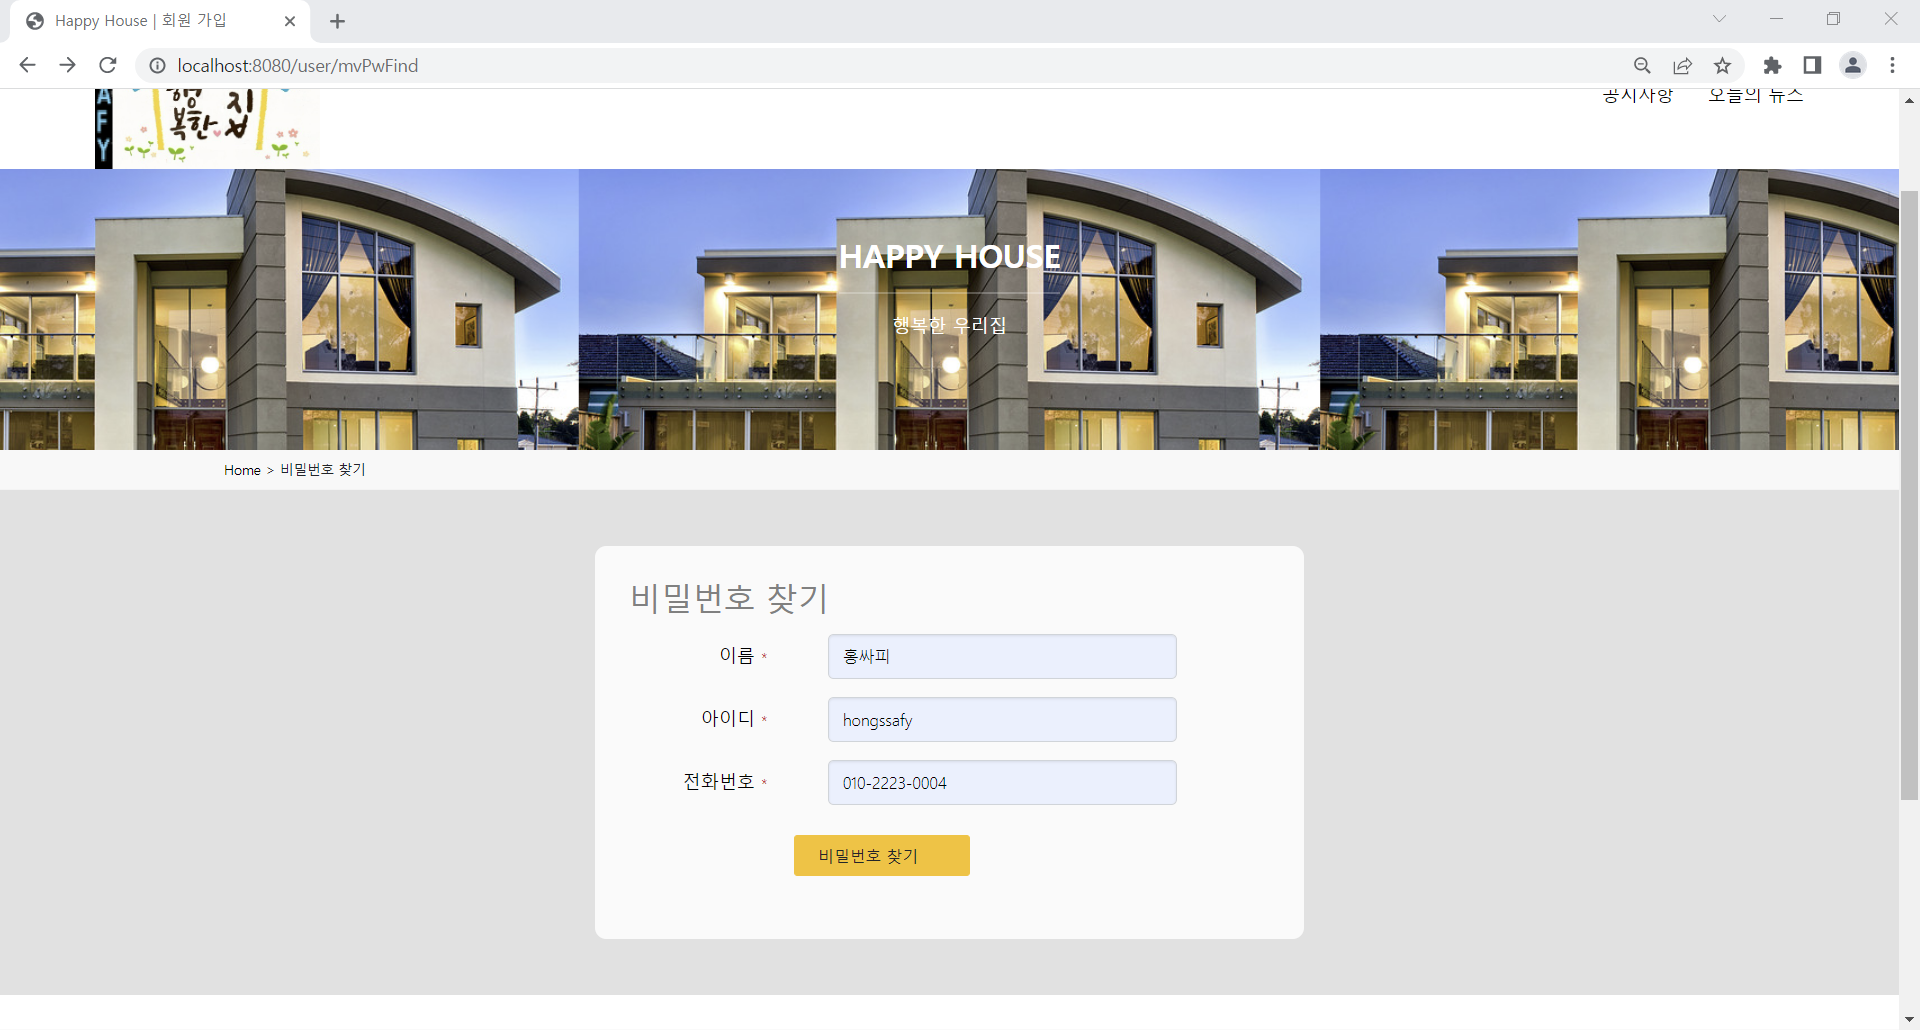 Happy House | 회원 가입
localhost:8080/user/mvPwFind
AFY
행복한 집
공지사항 오늘의 뉴스
HAPPY HOUSE
행복한 우리집
Home > 비밀번호 찾기
비밀번호 찾기
이름 * 홍싸피
아이디 * hongssafy
전화번호 * 010-2223-0004
비밀번호 찾기